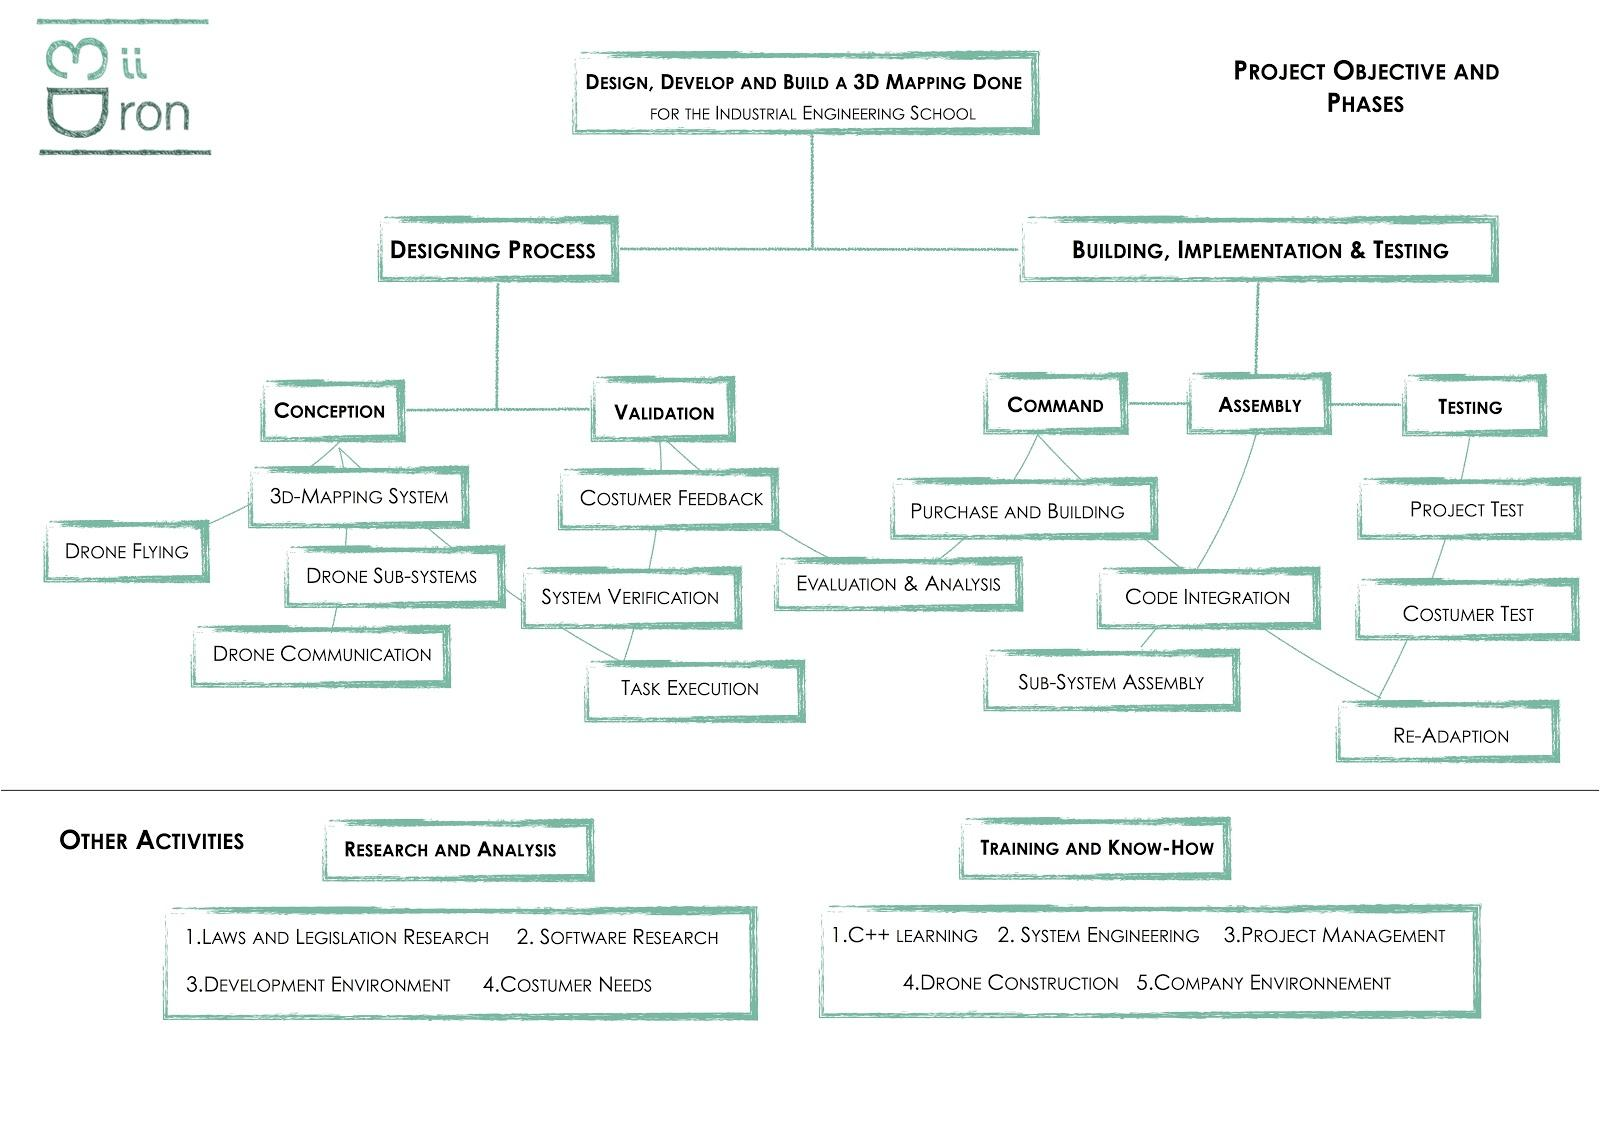 3D ii
Dron
DESIGN, DEVELOP AND BUILD A 3D MAPPING DONE
FOR THE INDUSTRIAL ENGINEERING SCHOOL
PROJECT OBJECTIVE AND
PHASES
DESIGNING PROCESS
BUILDING, IMPLEMENTATION & TESTING
CONCEPTION
VALIDATION
COMMAND
ASSEMBLY
TESTING
3D-MAPPING SYSTEM
COSTUMER FEEDBACK
PURCHASE AND BUILDING
PROJECT TEST
DRONE FLYING
DRONE SUB-SYSTEMS
SYSTEM VERIFICATION
EVALUATION & ANALYSIS
CODE INTEGRATION
COSTUMER TEST
DRONE COMMUNICATION
TASK EXECUTION
SUB-SYSTEM ASSEMBLY
RE-ADAPTION
OTHER ACTIVITIES
RESEARCH AND ANALYSIS
TRAINING AND KNOW-HOW
1.LAWS AND LEGISLATION RESEARCH 2. SOFTWARE RESEARCH
3.DEVELOPMENT ENVIRONMENT 4.COSTUMER NEEDS
1.C++ LEARNING 2. SYSTEM ENGINEERING 3.PROJECT MANAGEMENT
4.DRONE CONSTRUCTION 5.COMPANY ENVIRONNEMENT